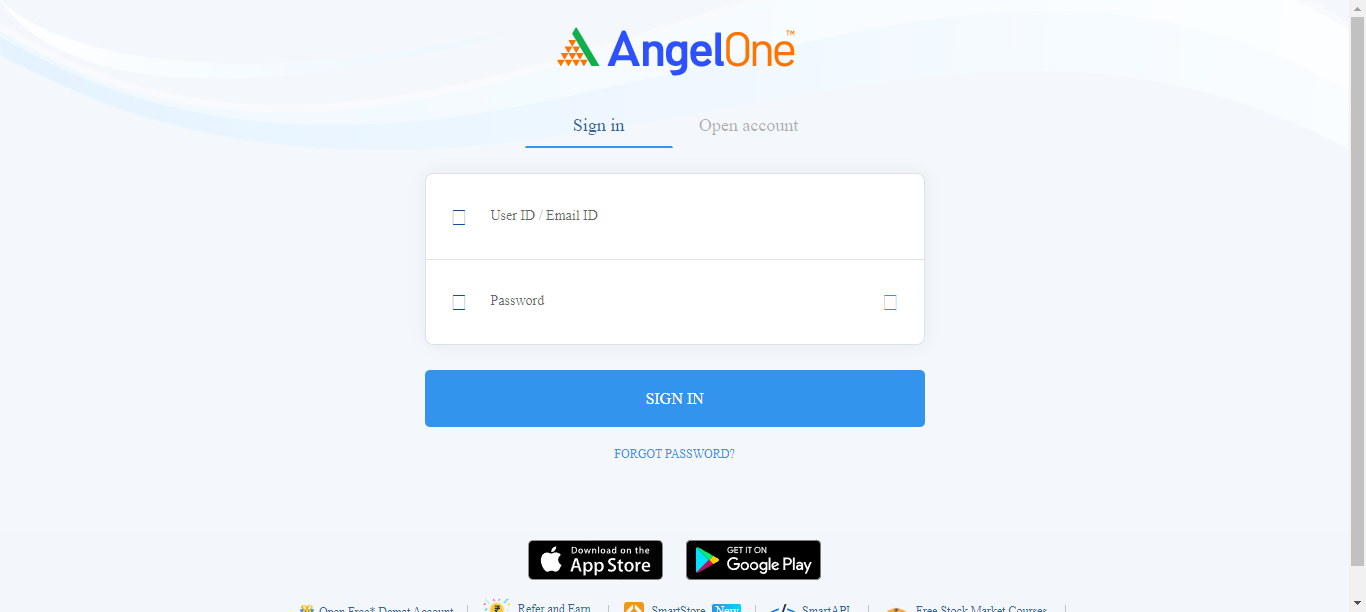 AngelOne™
Sign in
Open account
User ID / Email ID
Password
SIGN IN
FORGOT PASSWORD?
Download on the
App Store
GET IT ON
Google Play
Open Free* Demat Account
Refer and Earn
SmartStore New
SmartAPI
Free Stock Market Courses